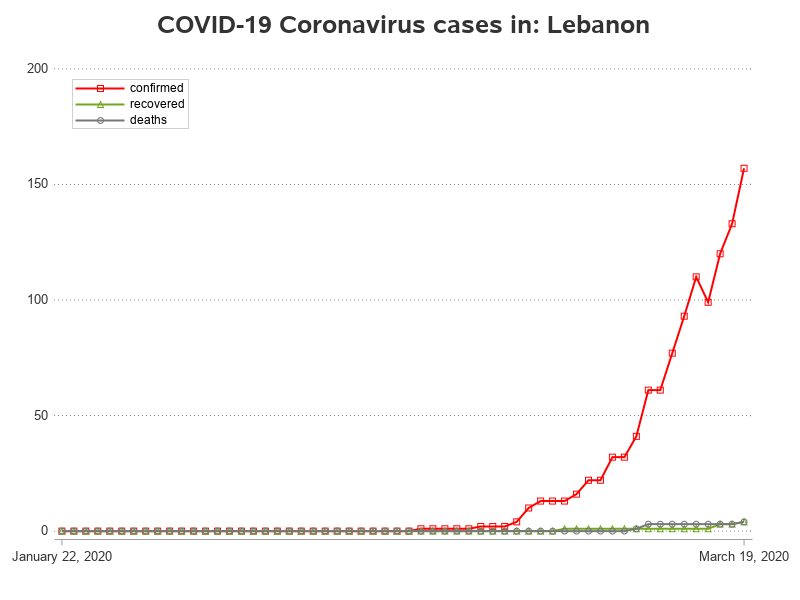 COVID-19 Coronavirus cases in: Lebanon
200
confirmed
recovered
deaths
150
100
50
0
January 22, 2020
March 19, 2020